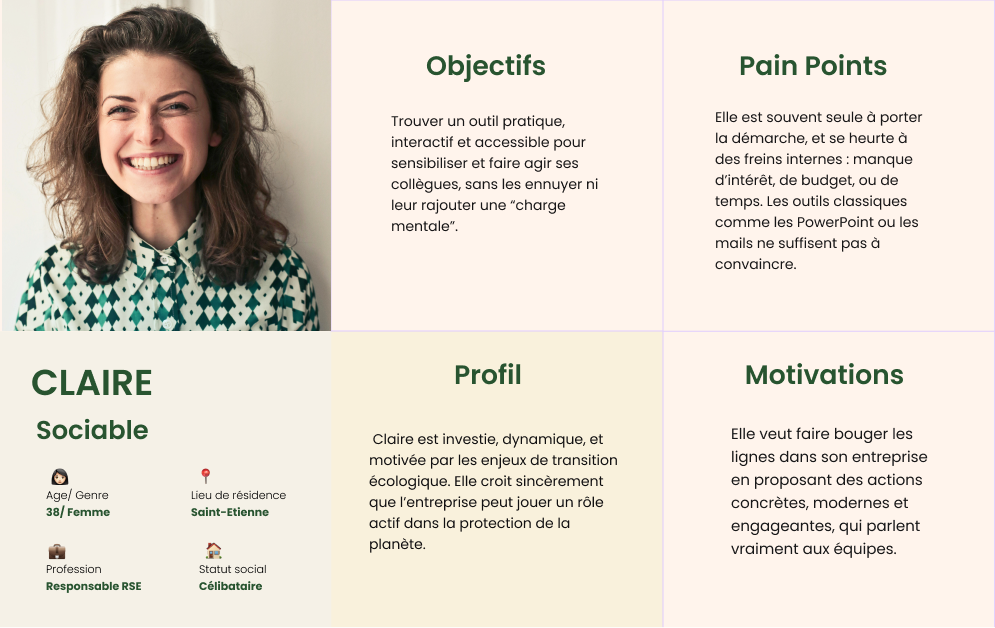 Objectifs
Trouver un outil pratique,
interactif et accessible pour
sensibiliser et faire agir ses
collègues, sans les ennuyer ni
leur rajouter une “charge
mentale”.
Pain Points
Elle est souvent seule à porter
la démarche, et se heurte à
des freins internes : manque
d’intérêt, de budget, ou de
temps. Les outils classiques
comme les PowerPoint ou les
mails ne suffisent pas à
convaincre.
CLAIRE
Sociable
Age/ Genre
38/ Femme
Lieu de résidence
Saint-Etienne
Profession
Responsable RSE
Statut social
Célibataire
Profil
Claire est investie, dynamique, et
motivée par les enjeux de transition
écologique. Elle croit sincèrement
que l’entreprise peut jouer un rôle
actif dans la protection de la
planète.
Motivations
Elle veut faire bouger les
lignes dans son entreprise
en proposant des actions
concrètes, modernes et
engageantes, qui parlent
vraiment aux équipes.